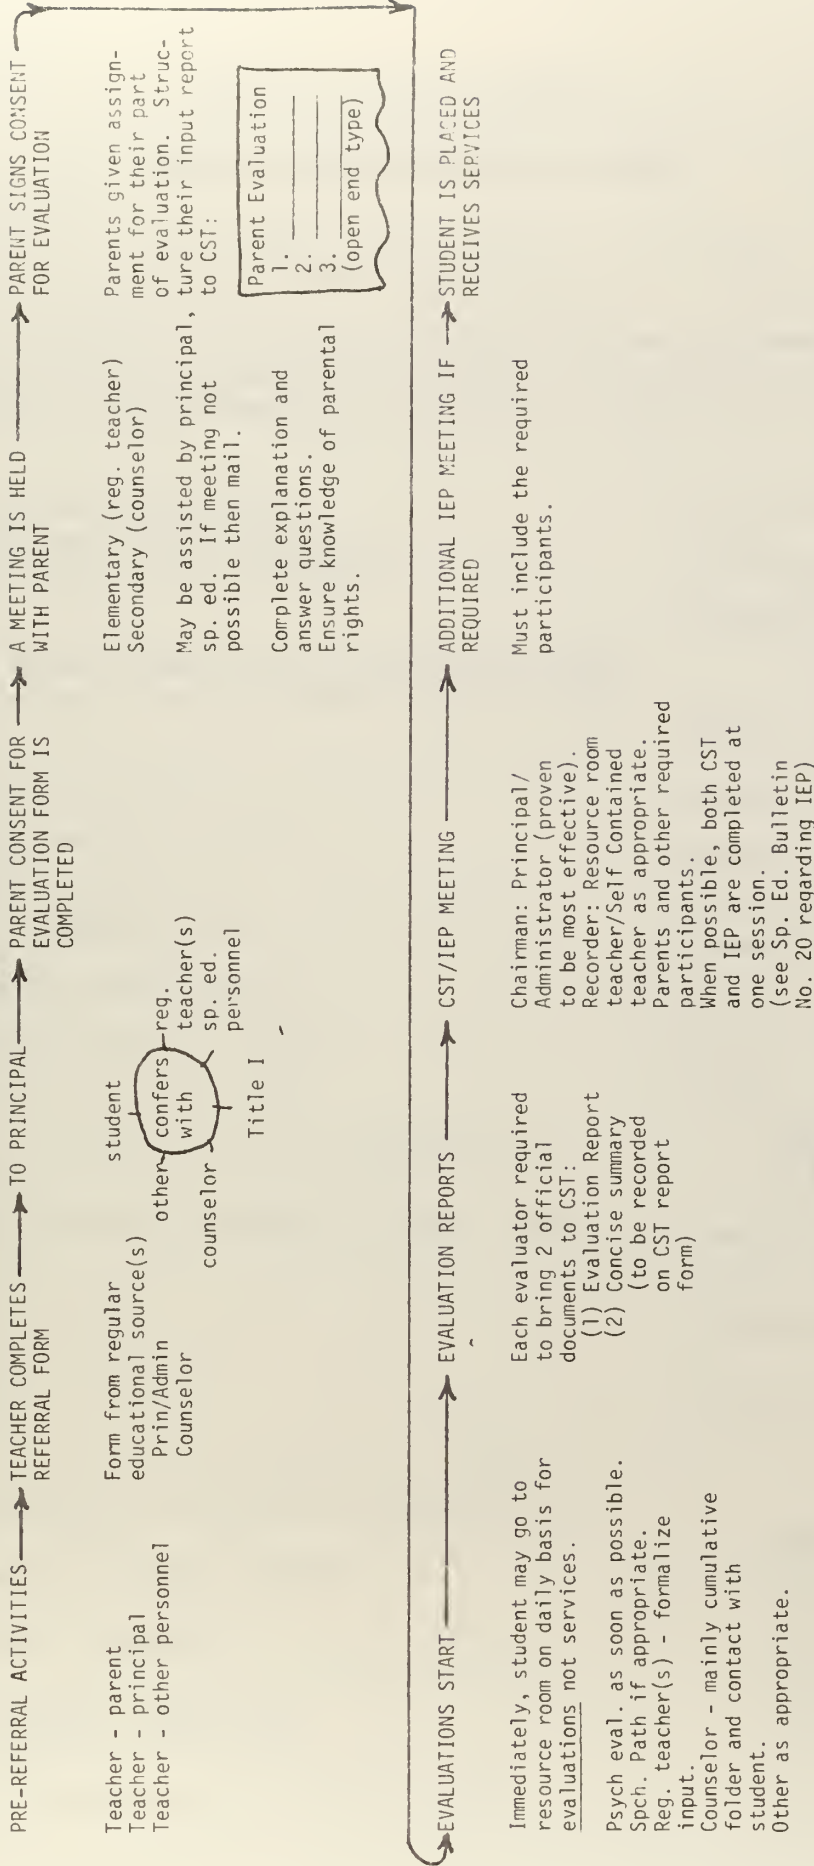 PRE-REFERRAL ACTIVITIES
Teacher - parent
Teacher - principal
Teacher - other personnel
TEACHER COMPLETES
REFERRAL FORM
Form from regular
educational source(s)
Prin/Admin
Counselor
TO PRINCIPAL
student
other
confers
with
reg.
teacher(s)
sp. ed.
personnel
counselor
Title I
PARENT CONSENT FOR
EVALUATION FORM IS
COMPLETED
A MEETING IS HELD
WITH PARENT
Elementary (reg. teacher)
Secondary (counselor)
May be assisted by principal,
sp. ed. If meeting not
possible then mail.
Complete explanation and
answer questions.
Ensure knowledge of parental
rights.
PARENT SIGNS CONSENT
FOR EVALUATION
Parents given assign-
ment for their part
of evaluation. Struc-
ture their input report
to CST:
Parent Evaluation
1.
2.
3.
(open end type)
EVALUATIONS START
Immediately, student may go to
resource room on daily basis for
evaluations not services.
Psych eval. as soon as possible.
Spch. Path if appropriate.
Reg. teacher(s) - formalize
input.
Counselor - mainly cumulative
folder and contact with
student.
Other as appropriate.
EVALUATION REPORTS
Each evaluator required
to bring 2 official
documents to CST:
(1) Evaluation Report
(2) Concise summary
(to be recorded
on CST report
form)
CST/IEP MEETING
Chairman: Principal/
Administrator (proven
to be most effective).
Recorder: Resource room
teacher/Self Contained
teacher as appropriate.
Parents and other required
participants.
When possible, both CST
and IEP are completed at
one session.
(see Sp. Ed. Bulletin
No. 20 regarding IEP)
ADDITIONAL IEP MEETING IF
REQUIRED
Must include the required
participants.
STUDENT IS PLACED AND
RECEIVES SERVICES